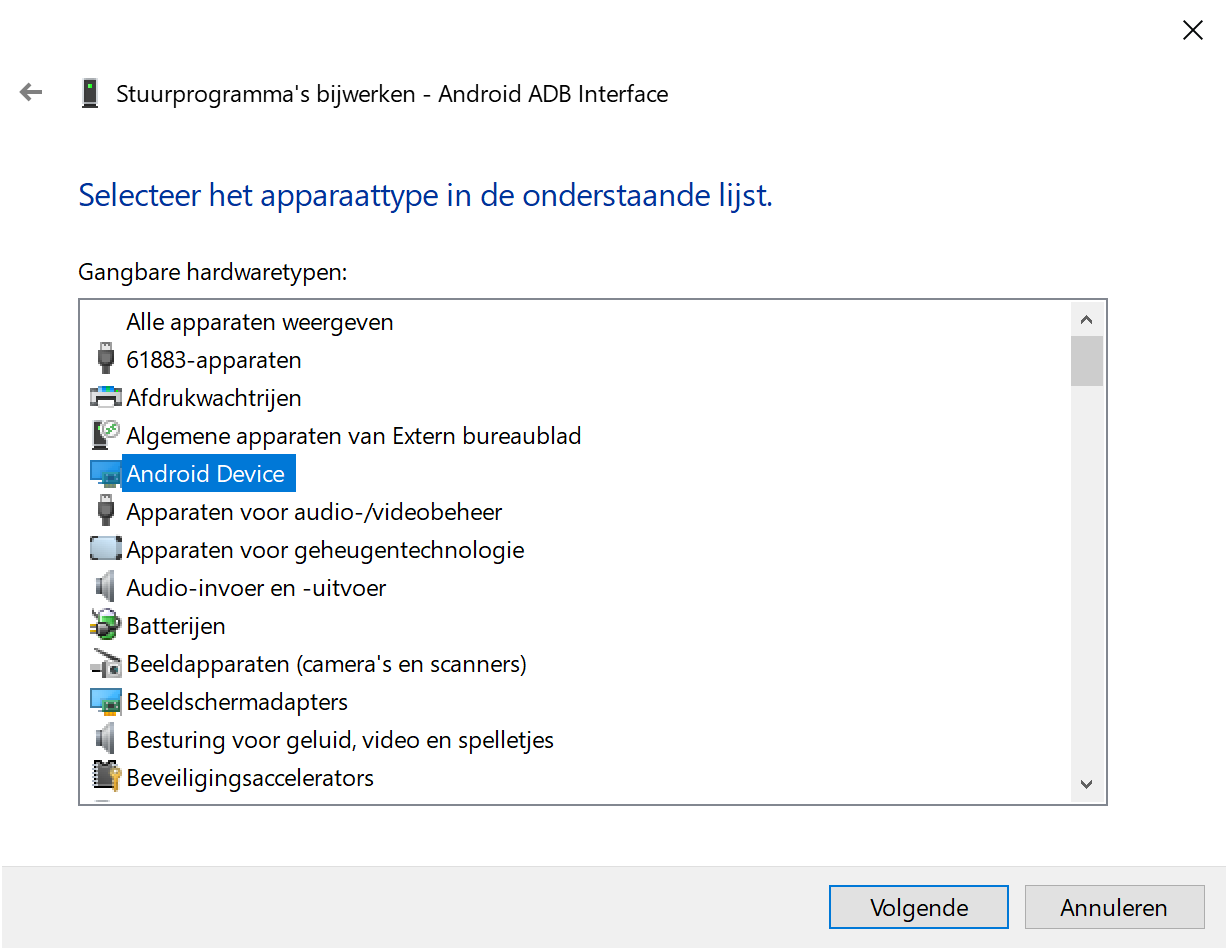 Stuurprogramma's bijwerken - Android ADB Interface
Selecteer het apparaattype in de onderstaande lijst.
Gangbare hardwaretypen:
Alle apparaten weergeven
61883-apparaten
Afdrukwachtrijen
Algemene apparaten van Extern bureaublad
Android Device
Apparaten voor audio-/videobeheer
Apparaten voor geheugentechnologie
Audio-invoer en -uitvoer
Batterijen
Beeldapparaten (camera's en scanners)
Beeldschermadapters
Besturing voor geluid, video en spelletjes
Beveiligingsaccelerators
Volgende
Annuleren